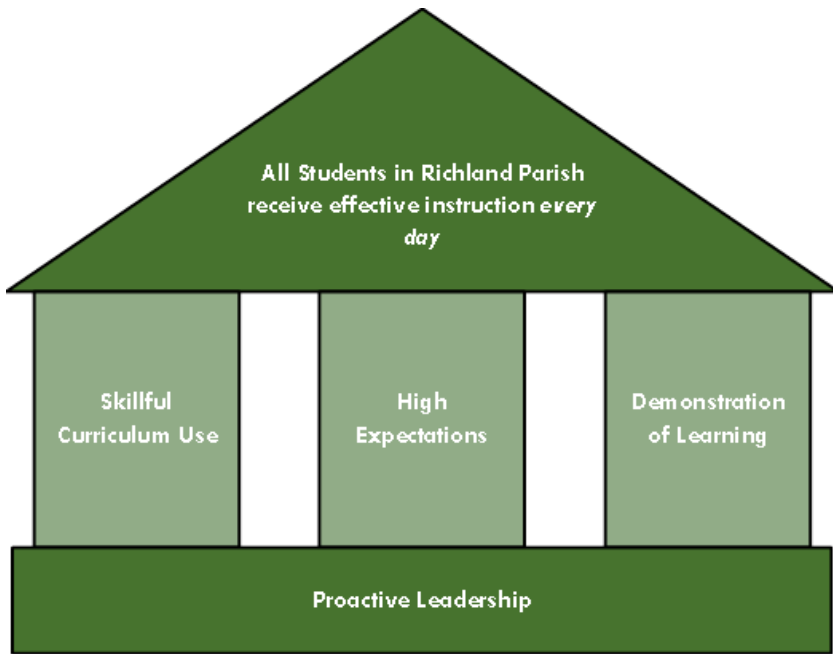 All Students in Richland Parish
receive effective instruction every
day
Skillful
Curriculum Use
High
Expectations
Demonstration
of Learning
Proactive Leadership